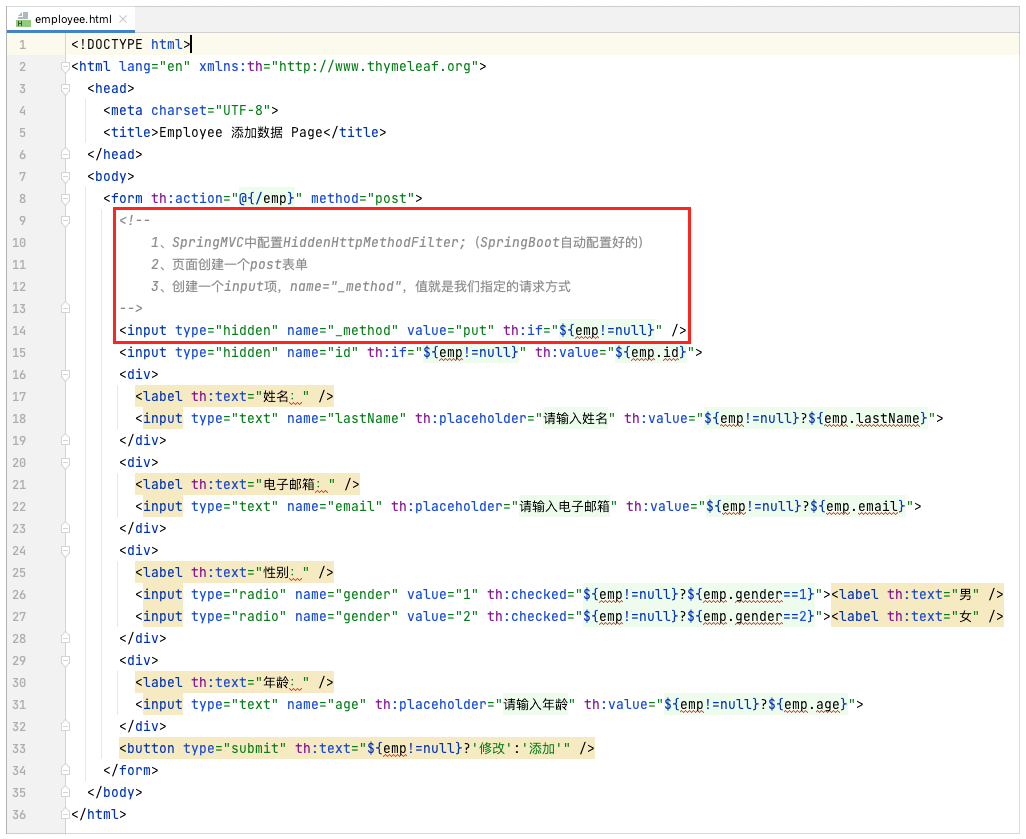 employee.html
1 <!DOCTYPE html>
2 <html lang="en" xmlns:th="http://www.thymeleaf.org">
3 <head>
4 <meta charset="UTF-8">
5 <title>Employee 添加数据 Page</title>
6 </head>
7 <body>
8 <form th:action="@{/emp}" method="post">
9 <!--
10 1、SpringMVC中配置HiddenHttpMethodFilter;（SpringBoot自动配置好的）
11 2、页面创建一个post表单
12 3、创建一个input项，name="_method"，值就是我们指定的请求方式
13 -->
14 <input type="hidden" name="_method" value="put" th:if="${emp!=null}" />
15 <input type="hidden" name="id" th:if="${emp!=null}" th:value="${emp.id}">
16 <div>
17 <label th:text="姓名：" />
18 <input type="text" name="lastName" th:placeholder="请输入姓名" th:value="${emp!=null}?${emp.lastName}">
19 </div>
20 <div>
21 <label th:text="电子邮箱：" />
22 <input type="text" name="email" th:placeholder="请输入电子邮箱" th:value="${emp!=null}?${emp.email}">
23 </div>
24 <div>
25 <label th:text="性别：" />
26 <input type="radio" name="gender" value="1" th:checked="${emp!=null}?${emp.gender==1}"><label th:text="男" />
27 <input type="radio" name="gender" value="2" th:checked="${emp!=null}?${emp.gender==2}"><label th:text="女" />
28 </div>
29 <div>
30 <label th:text="年龄：" />
31 <input type="text" name="age" th:placeholder="请输入年龄" th:value="${emp!=null}?${emp.age}">
32 </div>
33 <button type="submit" th:text="${emp!=null}?'修改':'添加'" />
34 </form>
35 </body>
36 </html>